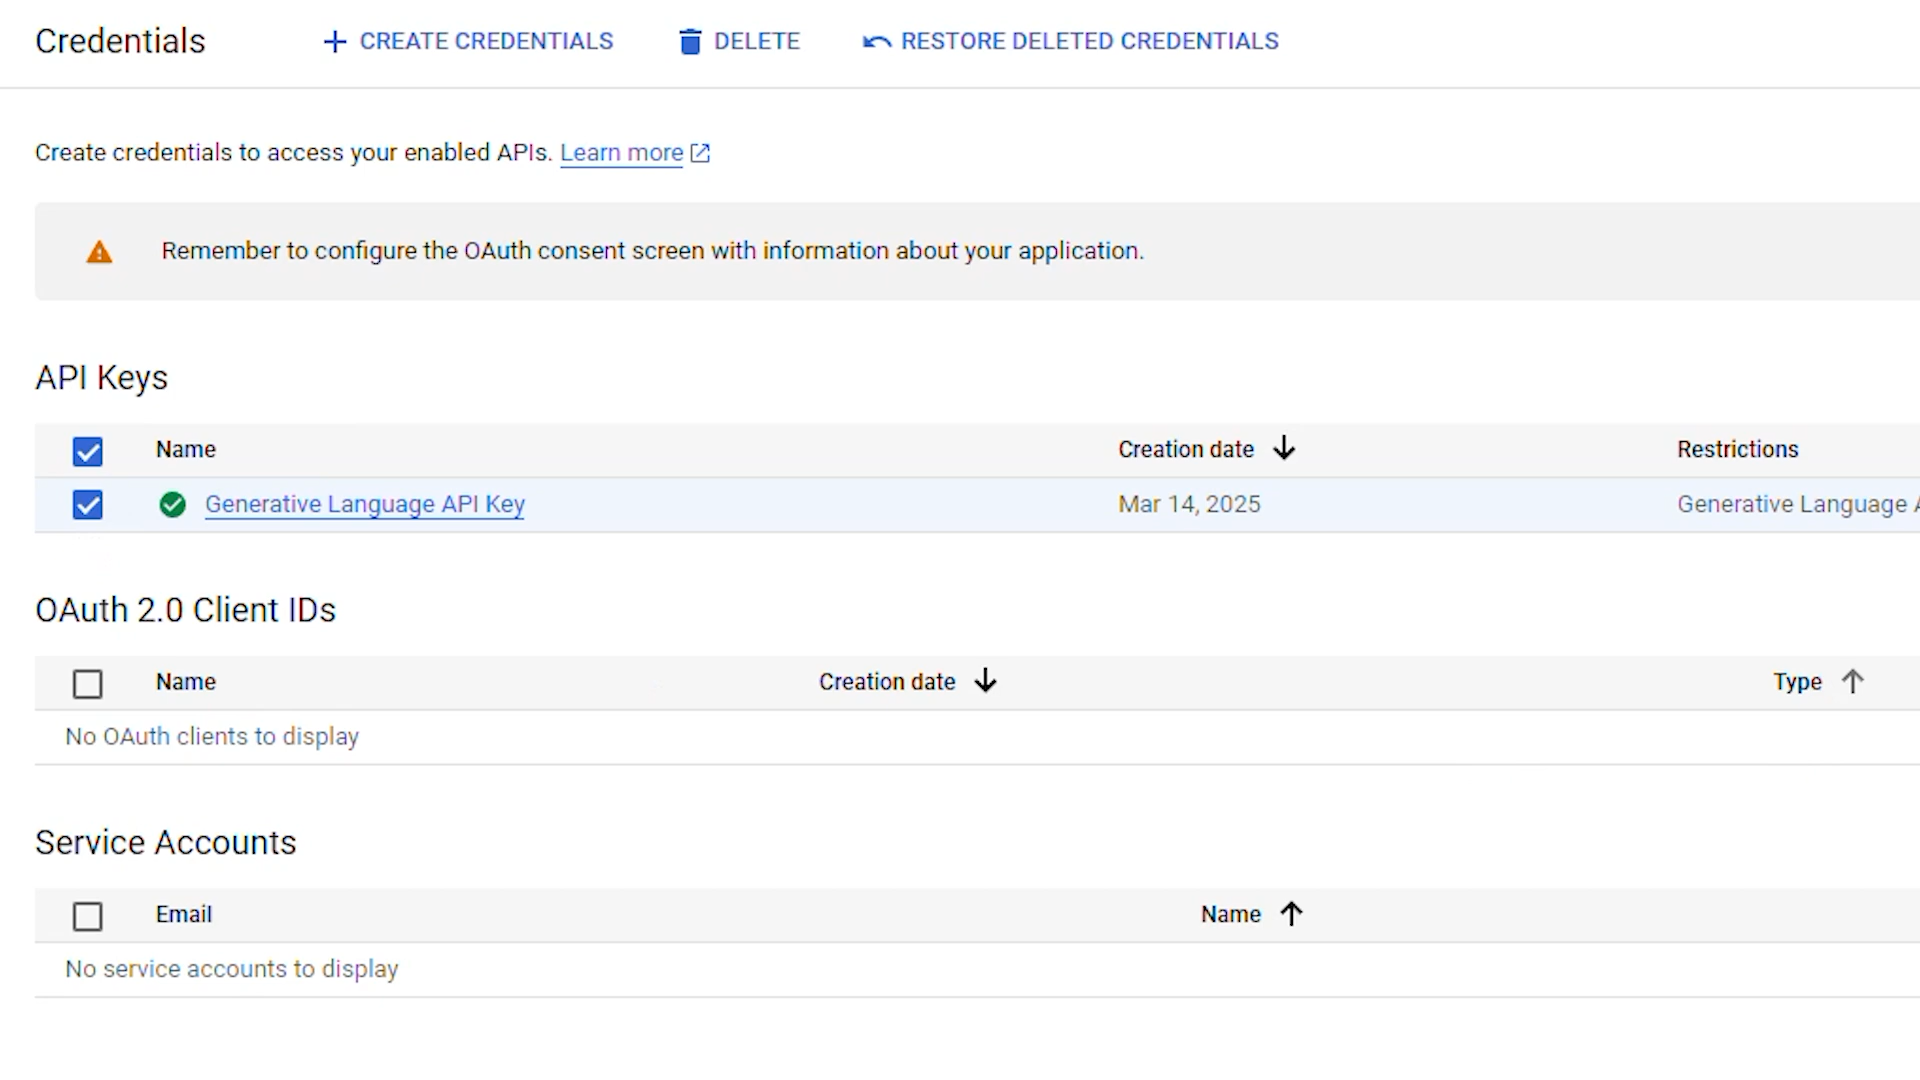 Credentials
CREATE CREDENTIALS
DELETE
RESTORE DELETED CREDENTIALS
Create credentials to access your enabled APIs. Learn more
Remember to configure the OAuth consent screen with information about your application.
API Keys
Name Creation date Restrictions
Generative Language API Key Mar 14, 2025 Generative Language
OAuth 2.0 Client IDs
Name Creation date Type
No OAuth clients to display
Service Accounts
Email Name
No service accounts to display